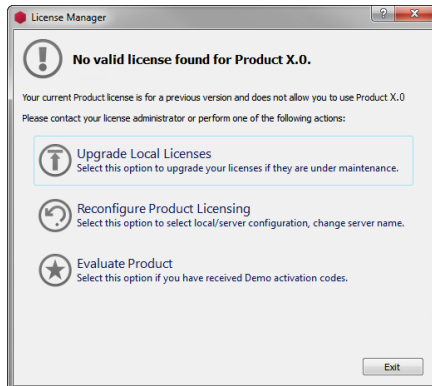 License Manager
No valid license found for Product X.0.
Your current Product license is for a previous version and does not allow you to use Product X.0
Please contact your license administrator or perform one of the following actions:
Upgrade Local Licenses
Select this option to upgrade your licenses if they are under maintenance.
Reconfigure Product Licensing
Select this option to select local/server configuration, change server name.
Evaluate Product
Select this option if you have received Demo activation codes.
Exit